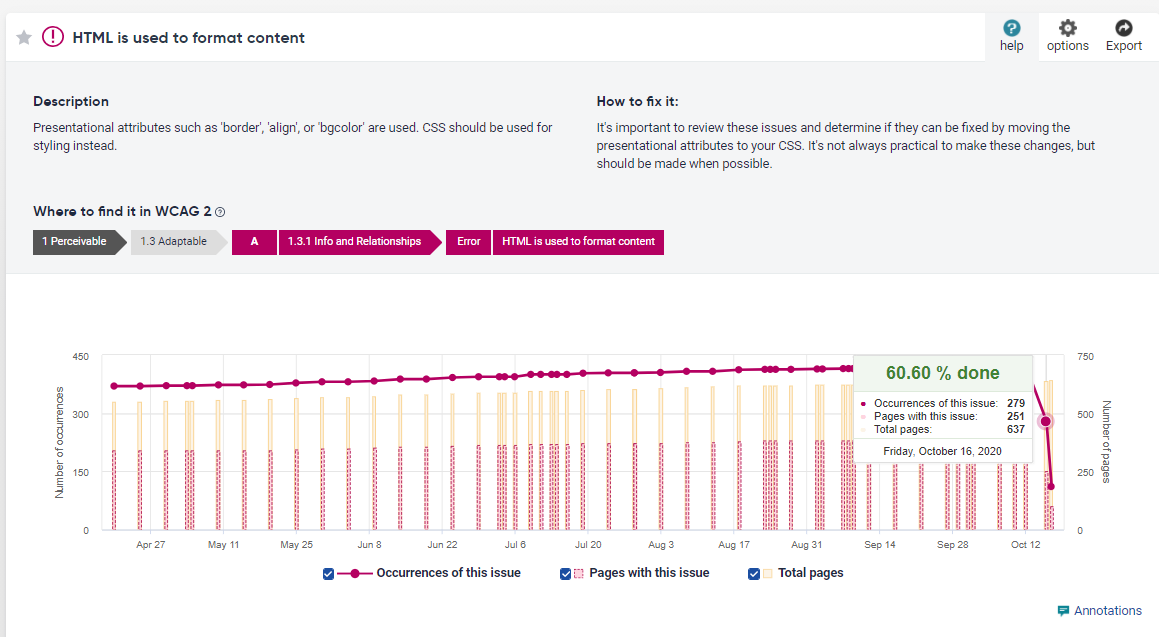 HTML is used to format content
help
options
Export
Description
Presentational attributes such as 'border', 'align', or 'bgcolor' are used. CSS should be used for
styling instead.
How to fix it:
It's important to review these issues and determine if they can be fixed by moving the
presentational attributes to your CSS. It's not always practical to make these changes, but
should be made when possible.
Where to find it in WCAG 2
1 Perceivable
1.3 Adaptable
A
1.3.1 Info and Relationships
Error
HTML is used to format content
450
300
150
0
Number of occurrences
750
500
250
0
Number of pages
60.60 % done
Occurrences of this issue: 279
Pages with this issue: 251
Total pages: 637
Friday, October 16, 2020
Apr 27
May 11
May 25
Jun 8
Jun 22
Jul 6
Jul 20
Aug 3
Aug 17
Aug 31
Sep 14
Sep 28
Oct 12
Occurrences of this issue
Pages with this issue
Total pages
Annotations